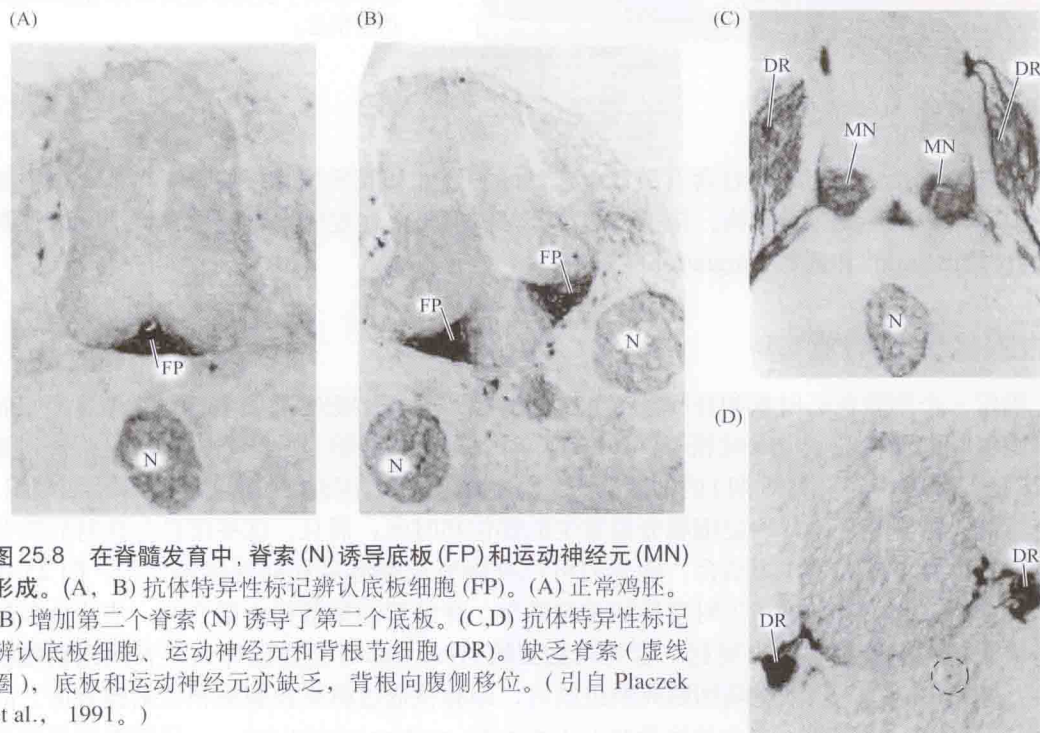 (A)
(B)
(C)
DR
DR
MN
MN
FP
FP
FP
N
N
N
N
(D)
DR
DR
图 25.8 在脊髓发育中, 脊索 (N) 诱导底板 (FP) 和运动神经元 (MN)
形成。(A, B) 抗体特异性标记辨认底板细胞 (FP)。(A) 正常鸡胚。
(B) 增加第二个脊索 (N) 诱导了第二个底板。(C,D) 抗体特异性标记
辨认底板细胞、运动神经元和背根节细胞 (DR)。缺乏脊索 ( 虚线
圈 ), 底板和运动神经元亦缺乏, 背根向腹侧移位。( 引自 Placzek
et al., 1991。)